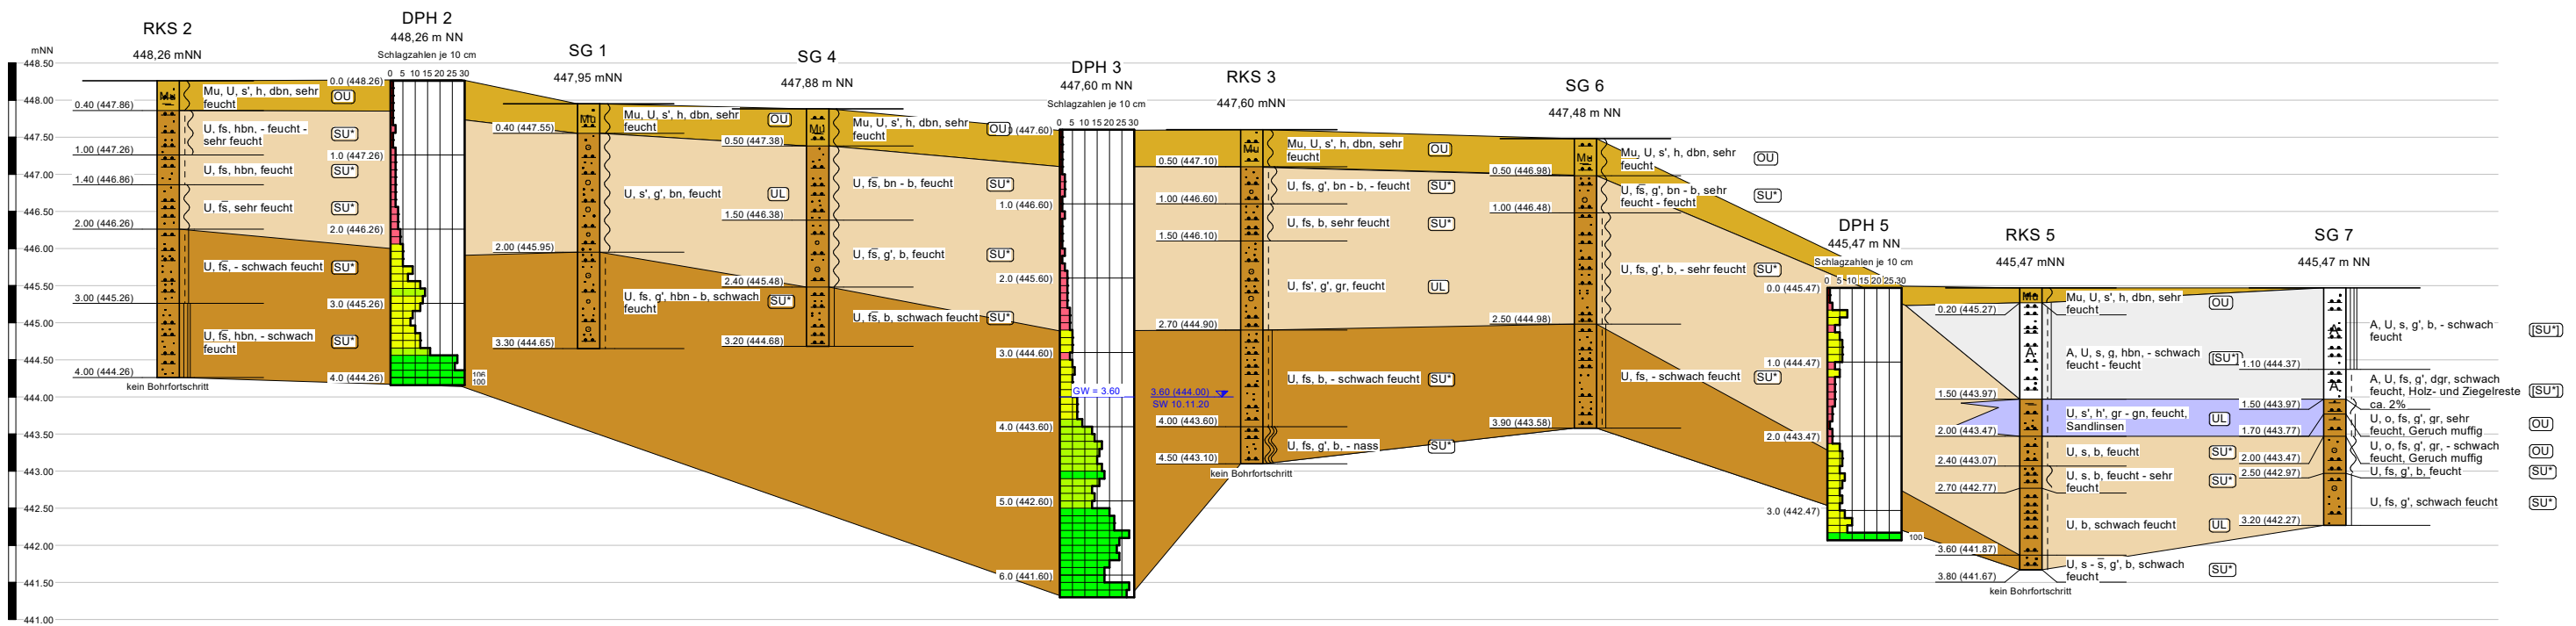 mNN
448.50
448.00
447.50
447.00
446.50
446.00
445.50
445.00
444.50
444.00
443.50
443.00
442.50
442.00
441.50
441.00
RKS 2
448,26 mNN
Mu
0.40 (447.86)
1.00 (447.26)
1.40 (446.86)
2.00 (446.26)
3.00 (445.26)
4.00 (444.26)
kein Bohrfortschritt
Mu, U, s', h, dbn, sehr
feucht
OU
U, fs, hbn, - feucht -
sehr feucht
SU*
U, fs, hbn, feucht
SU*
U, fs̄, sehr feucht
SU*
U, fs̄, - schwach feucht
SU*
U, fs̄, hbn, - schwach
feucht
SU*
DPH 2
448,26 m NN
Schlagzahlen je 10 cm
0 5 10 15 20 25 30
0.0 (448.26)
1.0 (447.26)
2.0 (446.26)
3.0 (445.26)
4.0 (444.26)
106
100
SG 1
447,95 mNN
Mu
0.40 (447.55)
2.00 (445.95)
3.30 (444.65)
Mu, U, s', h, dbn, sehr
feucht
OU
U, s', g', bn, feucht
UL
U, fs, g', hbn - b, schwach
feucht
SU*
SG 4
447,88 m NN
Mu
0.50 (447.38)
1.50 (446.38)
2.40 (445.48)
3.20 (444.68)
Mu, U, s', h, dbn, sehr
feucht
OU
U, fs̄, bn - b, feucht
SU*
U, fs̄, g', b, feucht
SU*
U, fs̄, b, schwach feucht
SU*
DPH 3
447,60 m NN
Schlagzahlen je 10 cm
0 5 10 15 20 25 30
(447.60)
1.0 (446.60)
2.0 (445.60)
3.0 (444.60)
GW = 3.60
4.0 (443.60)
5.0 (442.60)
6.0 (441.60)
RKS 3
447,60 mNN
Mu
0.50 (447.10)
1.00 (446.60)
1.50 (446.10)
2.70 (444.90)
3.60 (444.00)
SW 10.11.20
4.00 (443.60)
4.50 (443.10)
kein Bohrfortschritt
Mu, U, s', h, dbn, sehr
feucht
OU
U, fs, g', bn - b, - feucht
SU*
U, fs, b, sehr feucht
SU*
U, fs', g', gr, feucht
UL
U, fs, b, - schwach feucht
SU*
U, fs, g', b, - nass
SU*
SG 6
447,48 m NN
Mu
0.50 (446.98)
1.00 (446.48)
2.50 (444.98)
3.90 (443.58)
Mu, U, s', h, dbn, sehr
feucht
OU
U, fs̄, g', bn - b, sehr
feucht - feucht
SU*
U, fs, g', b, - sehr feucht
SU*
U, fs, - schwach feucht
SU*
DPH 5
445,47 m NN
Schlagzahlen je 10 cm
0 5 10 15 20 25 30
0.0 (445.47)
1.0 (444.47)
2.0 (443.47)
3.0 (442.47)
100
RKS 5
445,47 mNN
Mu
A
0.20 (445.27)
1.50 (443.97)
2.00 (443.47)
2.40 (443.07)
2.70 (442.77)
3.60 (441.87)
3.80 (441.67)
kein Bohrfortschritt
Mu, U, s', h, dbn, sehr
feucht
OU
A, U, s, g, hbn, - schwach
feucht - feucht
[SU*]
U, s', h', gr - gn, feucht,
Sandlinsen
UL
U, s, b, feucht
SU*
U, s, b, feucht - sehr
feucht
SU*
U, b, schwach feucht
UL
U, s - s̄, g', b, schwach
feucht
SU*
SG 7
445,47 m NN
A
A
1.10 (444.37)
1.50 (443.97)
1.70 (443.77)
2.00 (443.47)
2.50 (442.97)
3.20 (442.27)
A, U, s, g', b, - schwach
feucht
[SU*]
A, U, fs, g', dgr, schwach
feucht, Holz- und Ziegelreste
ca. 2%
[SU*]
U, o, fs, g', gr, sehr
feucht, Geruch muffig
OU
U, o, fs, g', gr, - schwach
feucht, Geruch muffig
OU
U, fs, g', b, feucht
SU*
U, fs, g', schwach feucht
SU*